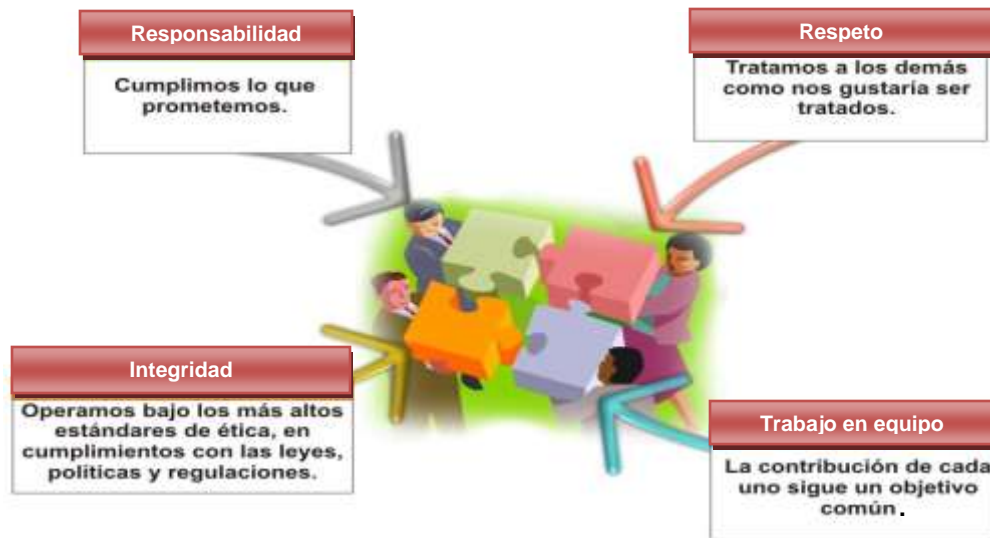 Responsabilidad
Cumplimos lo que
prometemos.
Respeto
Tratamos a los demás
como nos gustaría ser
tratados.
Integridad
Operamos bajo los más altos
estándares de ética, en
cumplimientos con las leyes,
políticas y regulaciones.
Trabajo en equipo
La contribución de cada
uno sigue un objetivo
común.